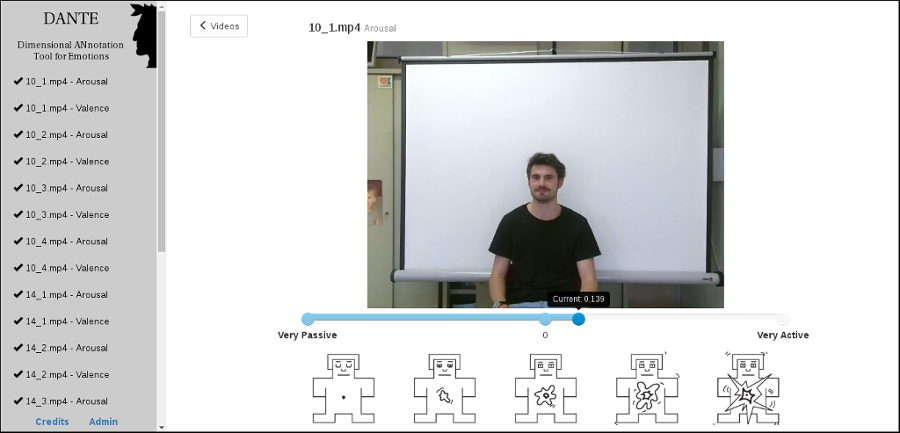 DANTE
Dimensional ANnotation
Tool for Emotions
10_1.mp4 - Arousal
10_1.mp4 - Valence
10_2.mp4 - Arousal
10_2.mp4 - Valence
10_3.mp4 - Arousal
10_3.mp4 - Valence
10_4.mp4 - Arousal
10_4.mp4 - Valence
14_1.mp4 - Arousal
14_1.mp4 - Valence
14_2.mp4 - Arousal
14_2.mp4 - Valence
14_3.mp4 - Arousal
Credits Admin
Videos
10_1.mp4 Arousal
Current: 0.139
Very Passive 0 Very Active